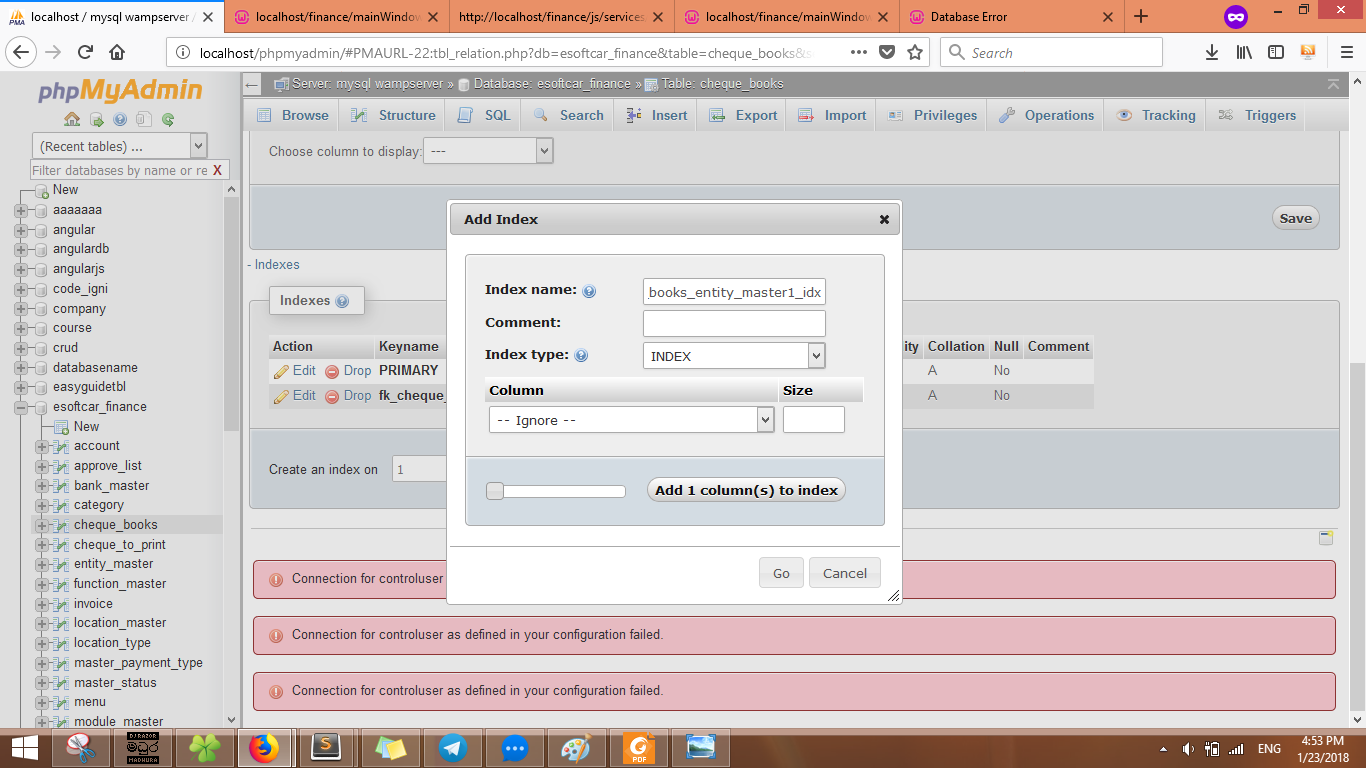 localhost / mysql wampserver /
localhost/finance/mainWindow
http://localhost/finance/js/services
localhost/finance/mainWindow
Database Error
localhost/phpmyadmin/#PMAURL-22:tbl_relation.php?db=esoftcar_finance&table=cheque_books&s
Search
phpMyAdmin
(Recent tables) ...
Filter databases by name or re X
New
aaaaaaa
angular
angulardb
angularjs
code_igni
company
course
crud
databasename
easyguidetbl
esoftcar_finance
New
account
approve_list
bank_master
category
cheque_books
cheque_to_print
entity_master
function_master
invoice
location_master
location_type
master_payment_type
master_status
menu
module_master
Server: mysql wampserver » Database: esoftcar_finance » Table: cheque_books
Browse Structure SQL Search Insert Export Import Privileges Operations Tracking Triggers
Choose column to display: ---
Save
- Indexes
Indexes
Action Keyname ity Collation Null Comment
Edit Drop PRIMARY A No
Edit Drop fk_cheque_ A No
Create an index on 1
Add Index
Index name: books_entity_master1_idx
Comment:
Index type: INDEX
Column Size
-- Ignore --
Add 1 column(s) to index
Go Cancel
Connection for controluser
Connection for controluser as defined in your configuration failed.
Connection for controluser as defined in your configuration failed.
DJ RAZOR
MADHURA
PDF
ENG
4:53 PM
1/23/2018